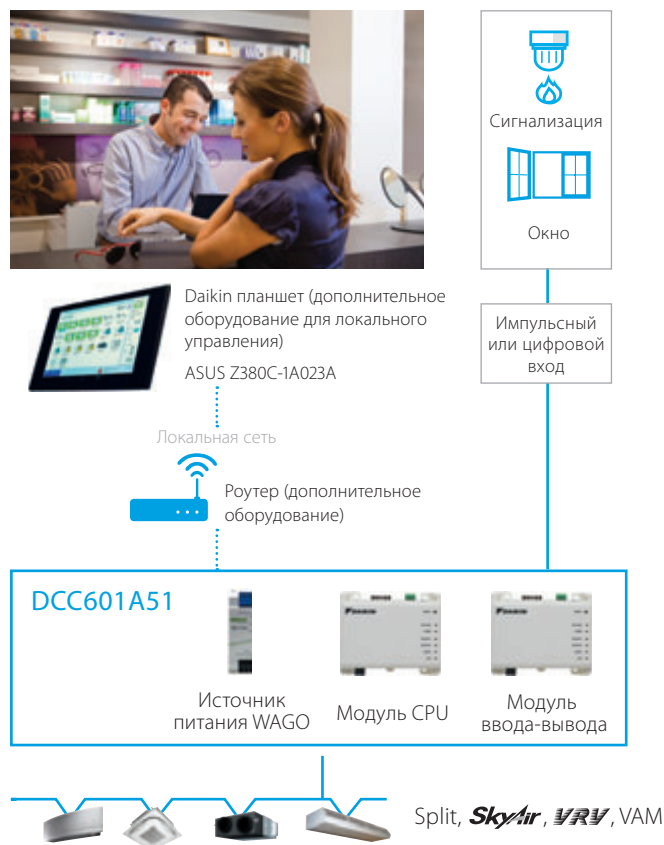 Сигнализация
Окно
Daikin планшет (дополнительное
оборудование для локального
управления)
ASUS Z380C-1A023A
Импульсный
или цифровой
вход
Локальная сеть
Роутер (дополнительное
оборудование)
DCC601A51
Источник
питания WAGO
Модуль CPU
Модуль
ввода-вывода
Split, SkyAir, VRV, VAM